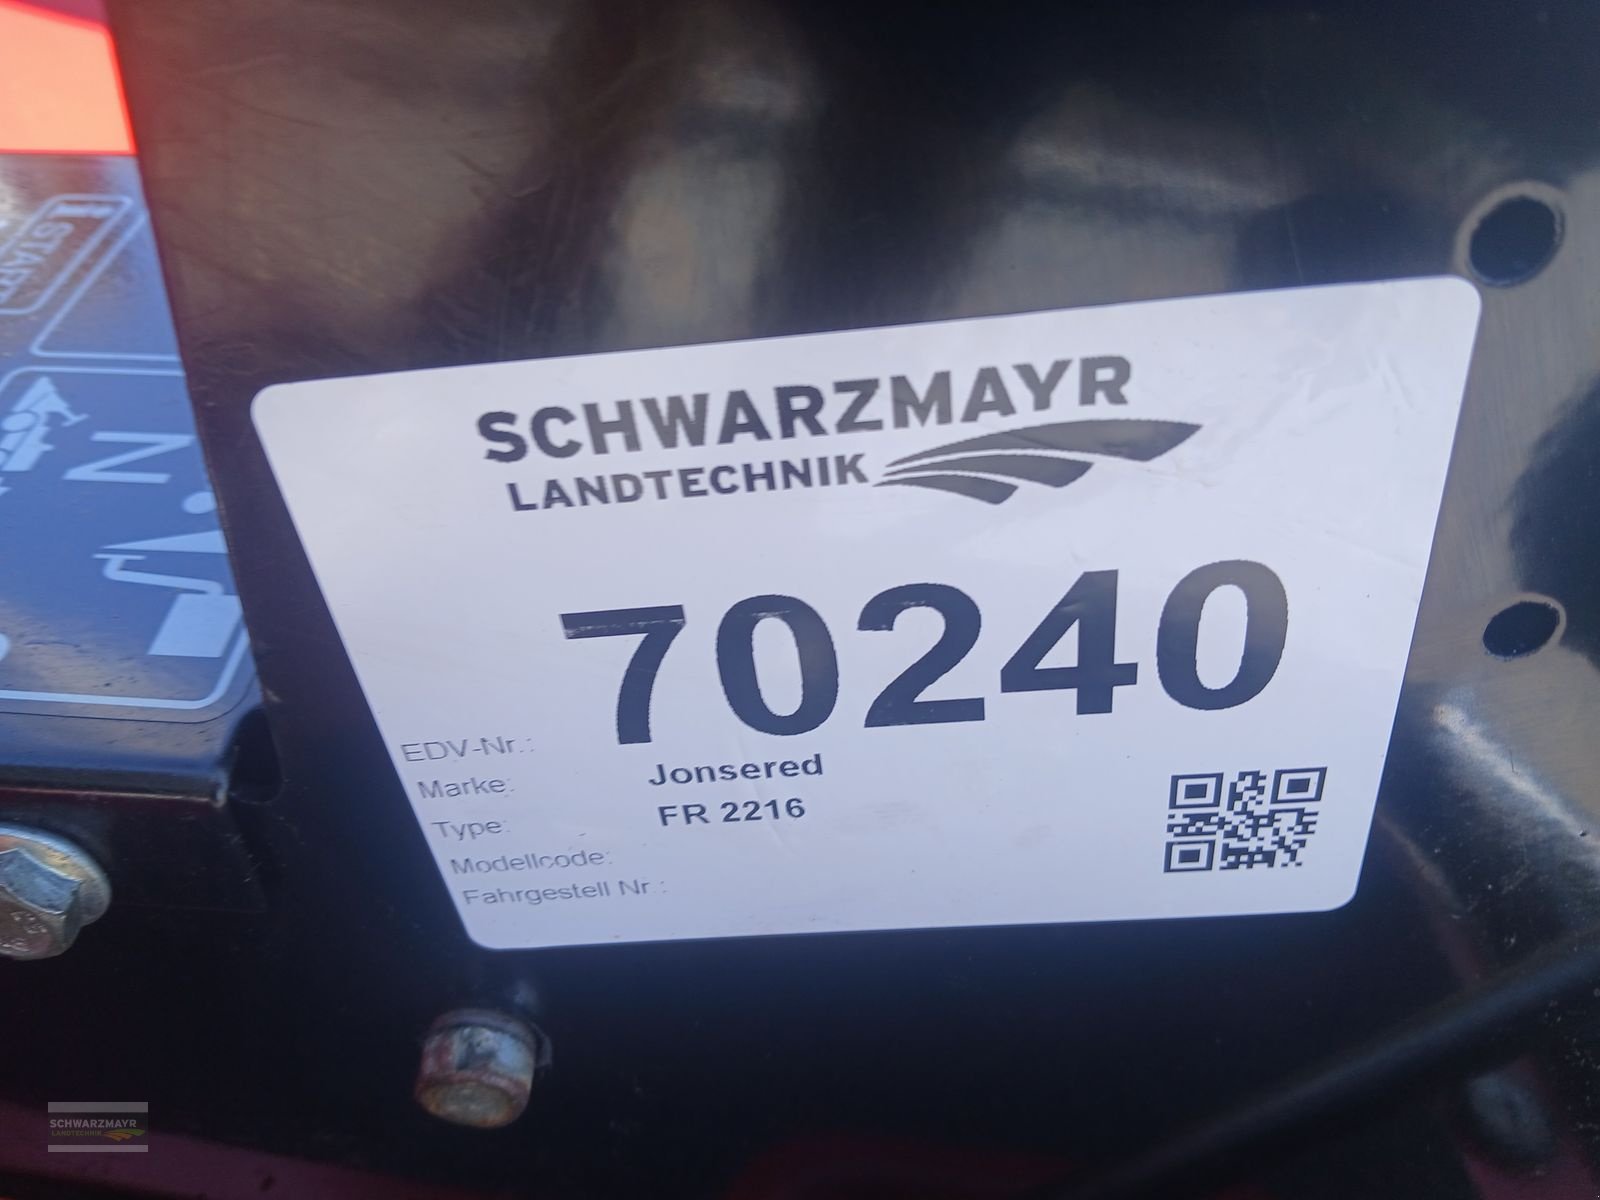 START
N
SCHWARZMAYR
LANDTECHNIK
70240
EDV-Nr.:
Marke: Jonsered
Type: FR 2216
Modellcode:
Fahrgestell Nr.:
SCHWARZMAYR
LANDTECHNIK